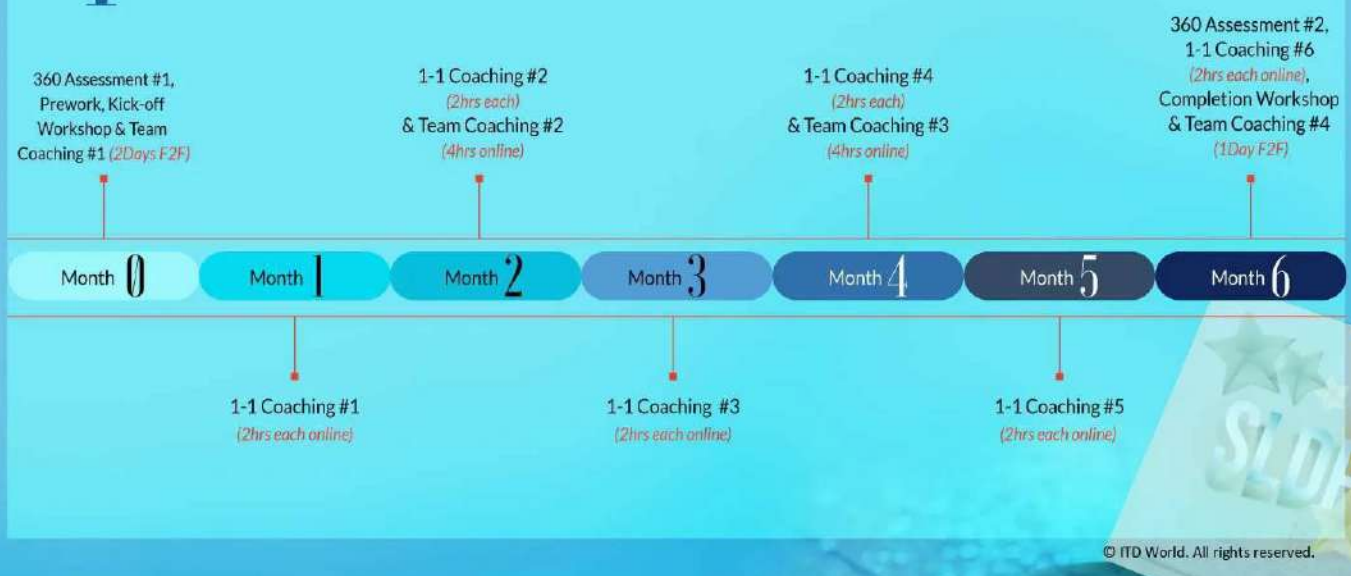 360 Assessment #1,
Prework, Kick-off
Workshop & Team
Coaching #1 (2Days F2F)
1-1 Coaching #2
(2hrs each)
& Team Coaching #2
(4hrs online)
1-1 Coaching #4
(2hrs each)
& Team Coaching #3
(4hrs online)
360 Assessment #2,
1-1 Coaching #6
(2hrs each online),
Completion Workshop
& Team Coaching #4
(1Day F2F)
Month 0
Month 1
Month 2
Month 3
Month 4
Month 5
Month 6
1-1 Coaching #1
(2hrs each online)
1-1 Coaching #3
(2hrs each online)
1-1 Coaching #5
(2hrs each online)
© ITD World. All rights reserved.